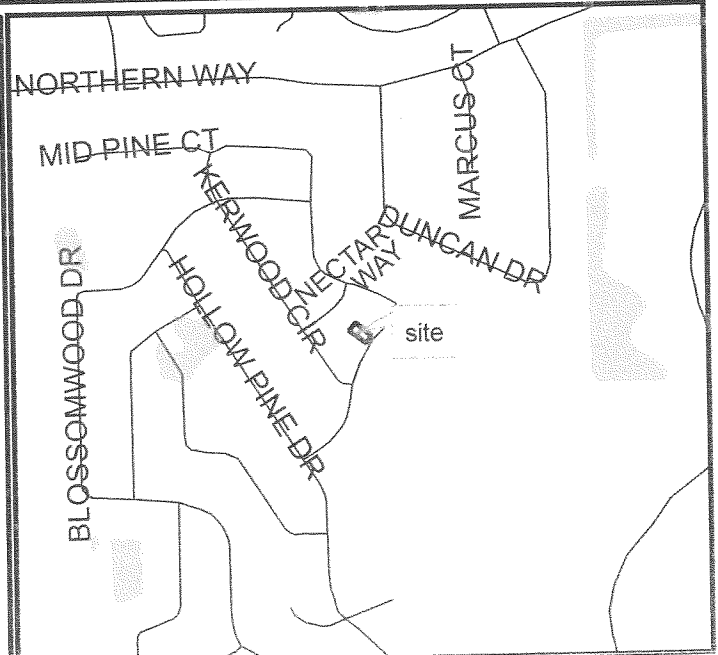 NORTHERN WAY
MARCUS CT
MID PINE CT
KERWOOD CIR
NECTAR
WAY
DUNCAN DR
BLOSSOMWOOD DR
HOLLOW PINE DR
site